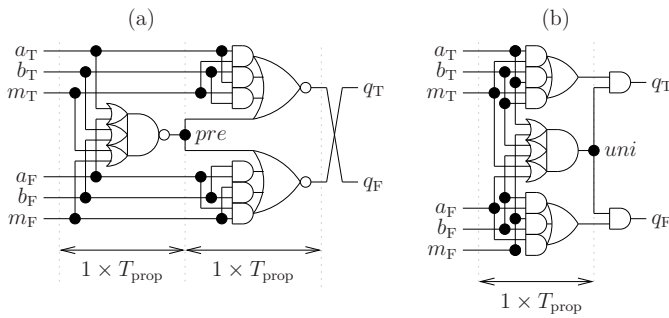 (a)
(b)
a_T
b_T
m_T
pre
a_F
b_F
m_F
q_T
q_F
1 × T_prop
1 × T_prop
a_T
b_T
m_T
uni
a_F
b_F
m_F
q_T
q_F
1 × T_prop